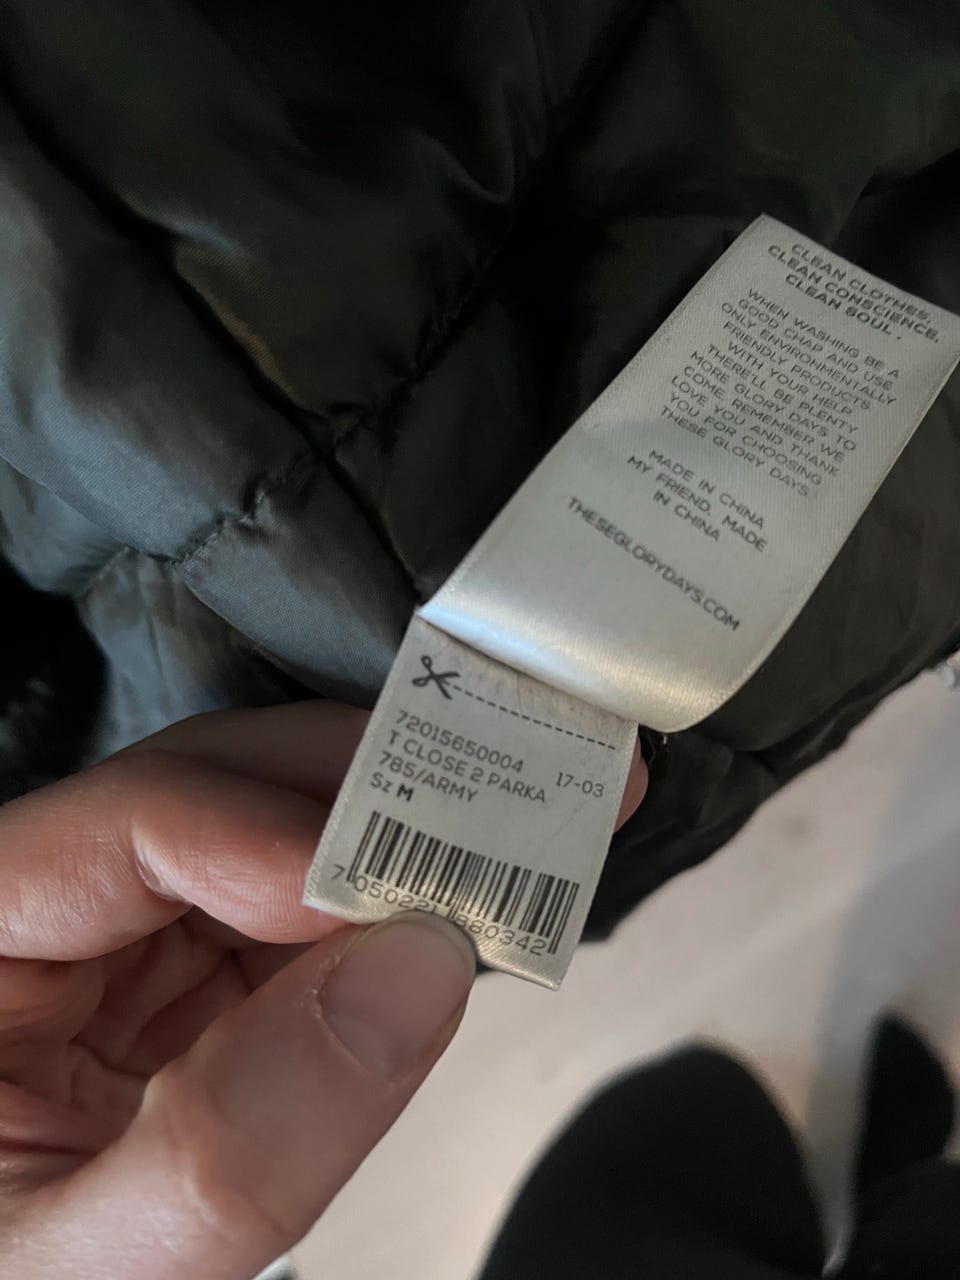 CLEAN CLOTHES,
CLEAN CONSCIENCE,
CLEAN SOUL .
WHEN WASHING BE A
GOOD CHAP AND USE
ONLY ENVIRONMENTALLY
FRIENDLY PRODUCTS
WITH YOUR HELP
THERE'LL BE PLENTY
MORE GLORY DAYS TO
COME. REMEMBER WE
LOVE YOU AND THANK
YOU FOR CHOOSING
THESE GLORY DAYS
MADE IN CHINA
MY FRIEND, MADE
IN CHINA
THESEGLORYDAYS.COM
72015650004
T CLOSE 2 PARKA 17-03
785/ARMY
Sz M
7 050221 880342